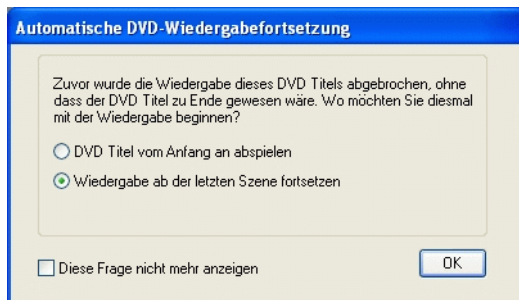 Automatische DVD-Wiedergabefortsetzung
Zuvor wurde die Wiedergabe dieses DVD Titels abgebrochen, ohne
dass der DVD Titel zu Ende gewesen wäre. Wo möchten Sie diesmal
mit der Wiedergabe beginnen?
DVD Titel vom Anfang an abspielen
Wiedergabe ab der letzten Szene fortsetzen
Diese Frage nicht mehr anzeigen
OK